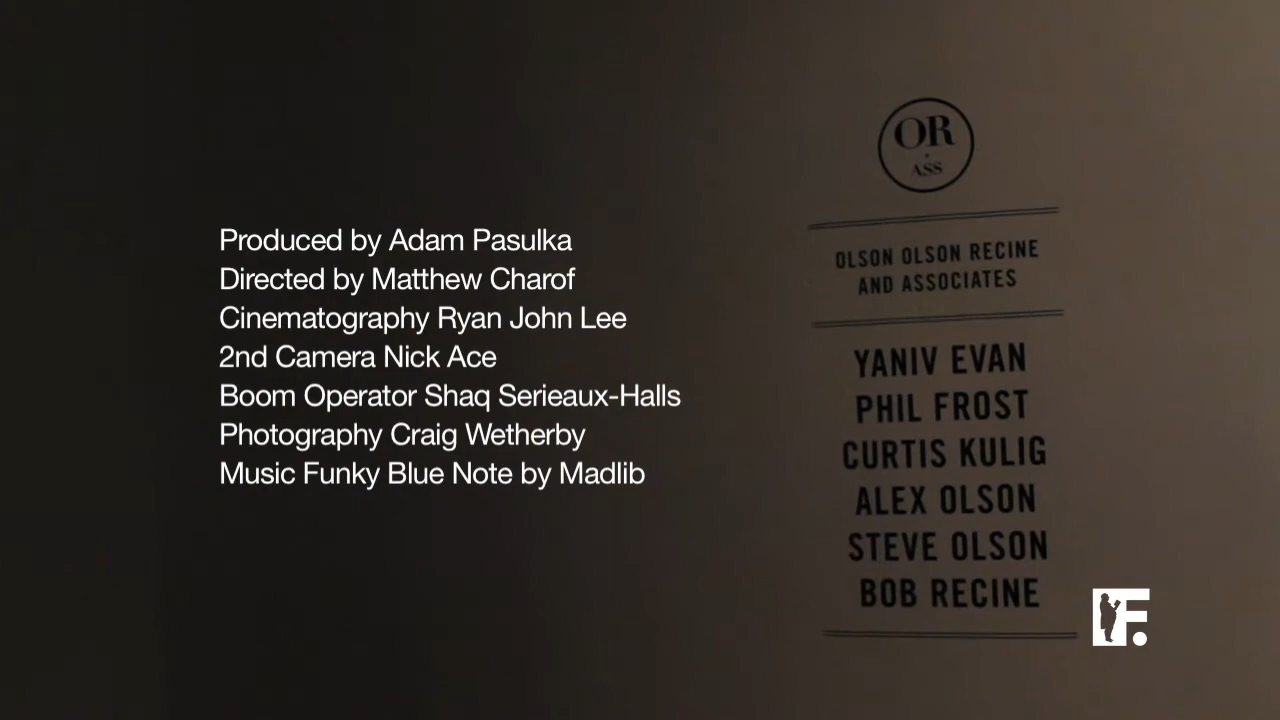 Produced by Adam Pasulka
Directed by Matthew Charof
Cinematography Ryan John Lee
2nd Camera Nick Ace
Boom Operator Shaq Serieaux-Halls
Photography Craig Wetherby
Music Funky Blue Note by Madlib
OR
ASS
OLSON OLSON RECINE
AND ASSOCIATES
YANIV EVAN
PHIL FROST
CURTIS KULIG
ALEX OLSON
STEVE OLSON
BOB RECINE
F.